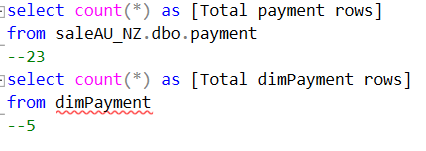 select count(*) as [Total payment rows]
from saleAU_NZ.dbo.payment
--23
select count(*) as [Total dimPayment rows]
from dimPayment
--5